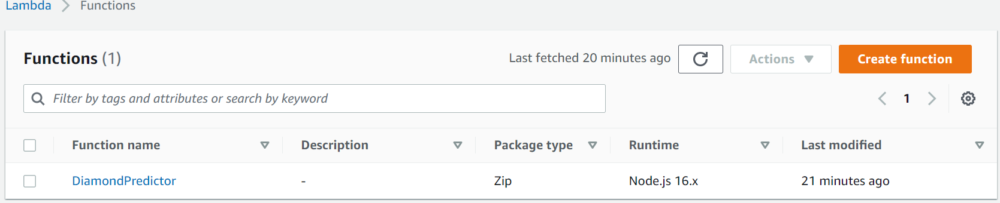 Lambda > Functions
Functions (1) Last fetched 20 minutes ago Actions Create function
Filter by tags and attributes or search by keyword 1
Function name Description Package type Runtime Last modified
DiamondPredictor - Zip Node.js 16.x 21 minutes ago